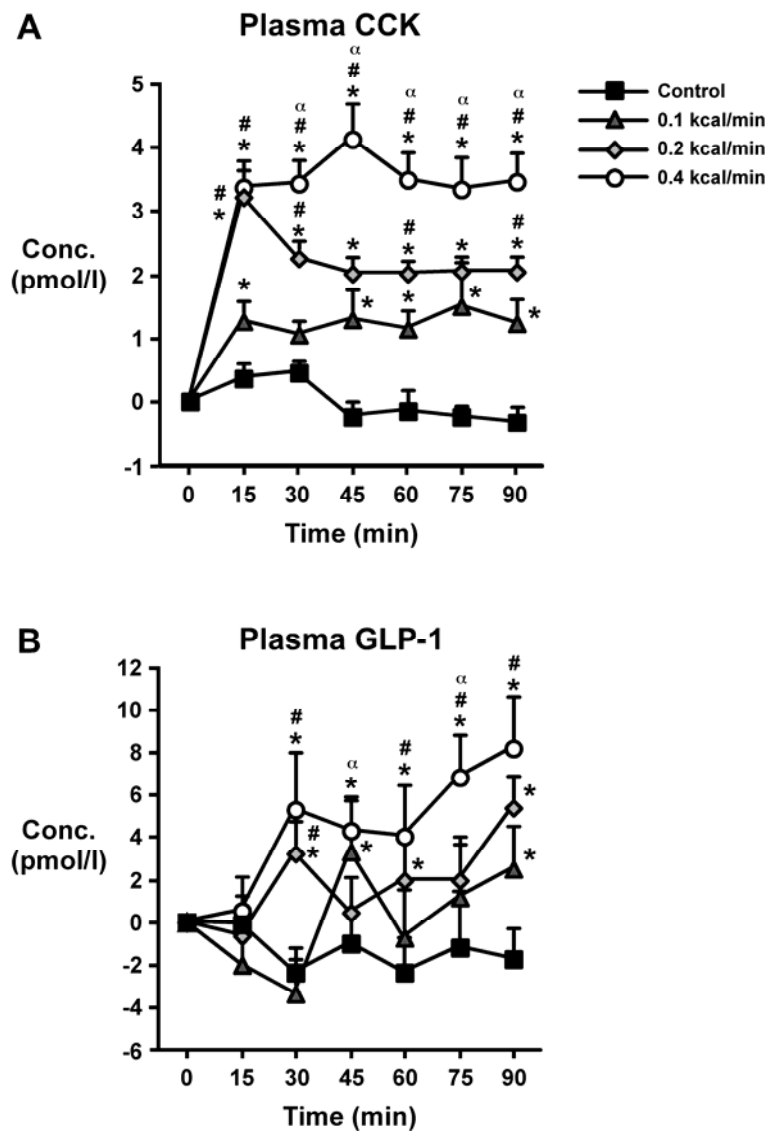 A
Plasma CCK
Control
0.1 kcal/min
0.2 kcal/min
0.4 kcal/min
α
α α α α
# # # # # #
* * * * * *
#
*
# # #
* * * * *
* * * * *
5
4
3
2
1
0
-1
Conc.
(pmol/l)
0 15 30 45 60 75 90
Time (min)
B
Plasma GLP-1
α #
# # # *
* α * *
*
#
* * * *
*
12
10
8
6
4
2
0
-2
-4
-6
Conc.
(pmol/l)
0 15 30 45 60 75 90
Time (min)